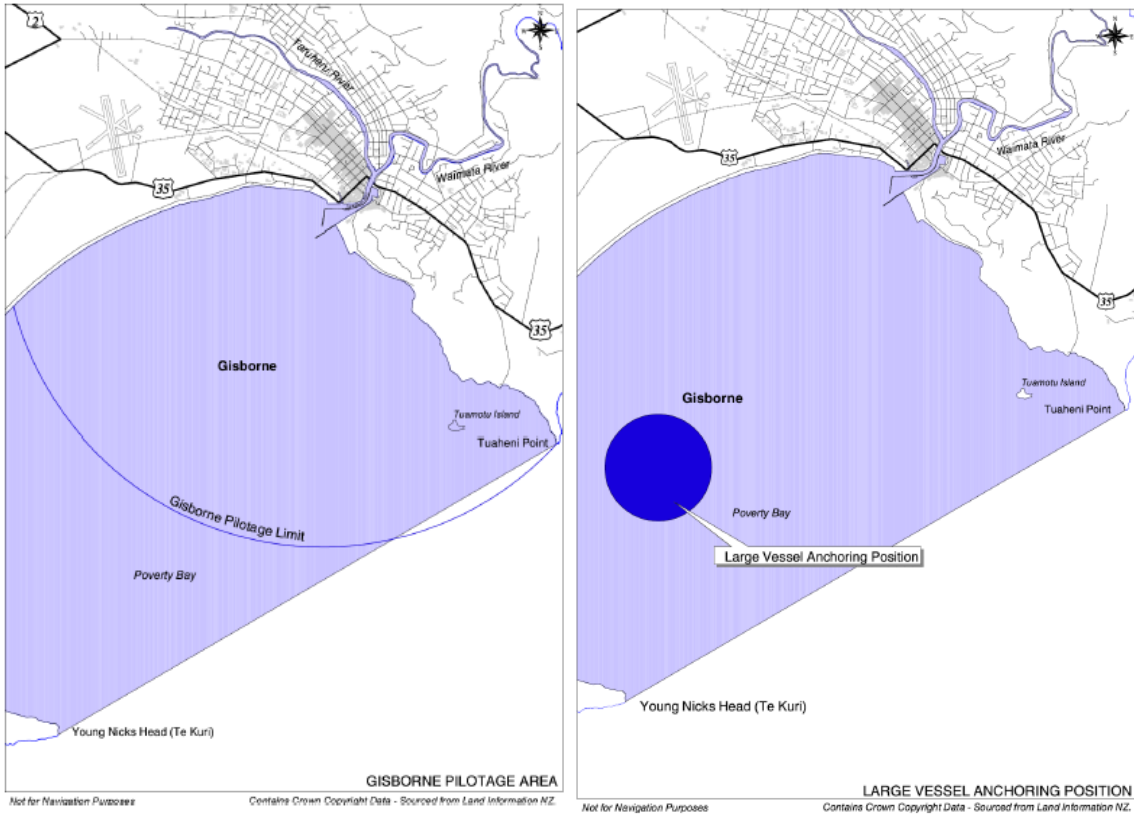 2
N
Taruheru River
Waimata River
35
35
Gisborne
Tuamotu Island
Tuaheni Point
Gisborne Pilotage Limit
Poverty Bay
Young Nicks Head (Te Kuri)
GISBORNE PILOTAGE AREA
Not for Navigation Purposes
Contains Crown Copyright Data - Sourced from Land Information NZ.
N
Waimata River
35
35
Tuamotu Island
Gisborne
Tuaheni Point
Poverty Bay
Large Vessel Anchoring Position
Young Nicks Head (Te Kuri)
LARGE VESSEL ANCHORING POSITION
Not for Navigation Purposes
Contains Crown Copyright Data - Sourced from Land Information NZ.